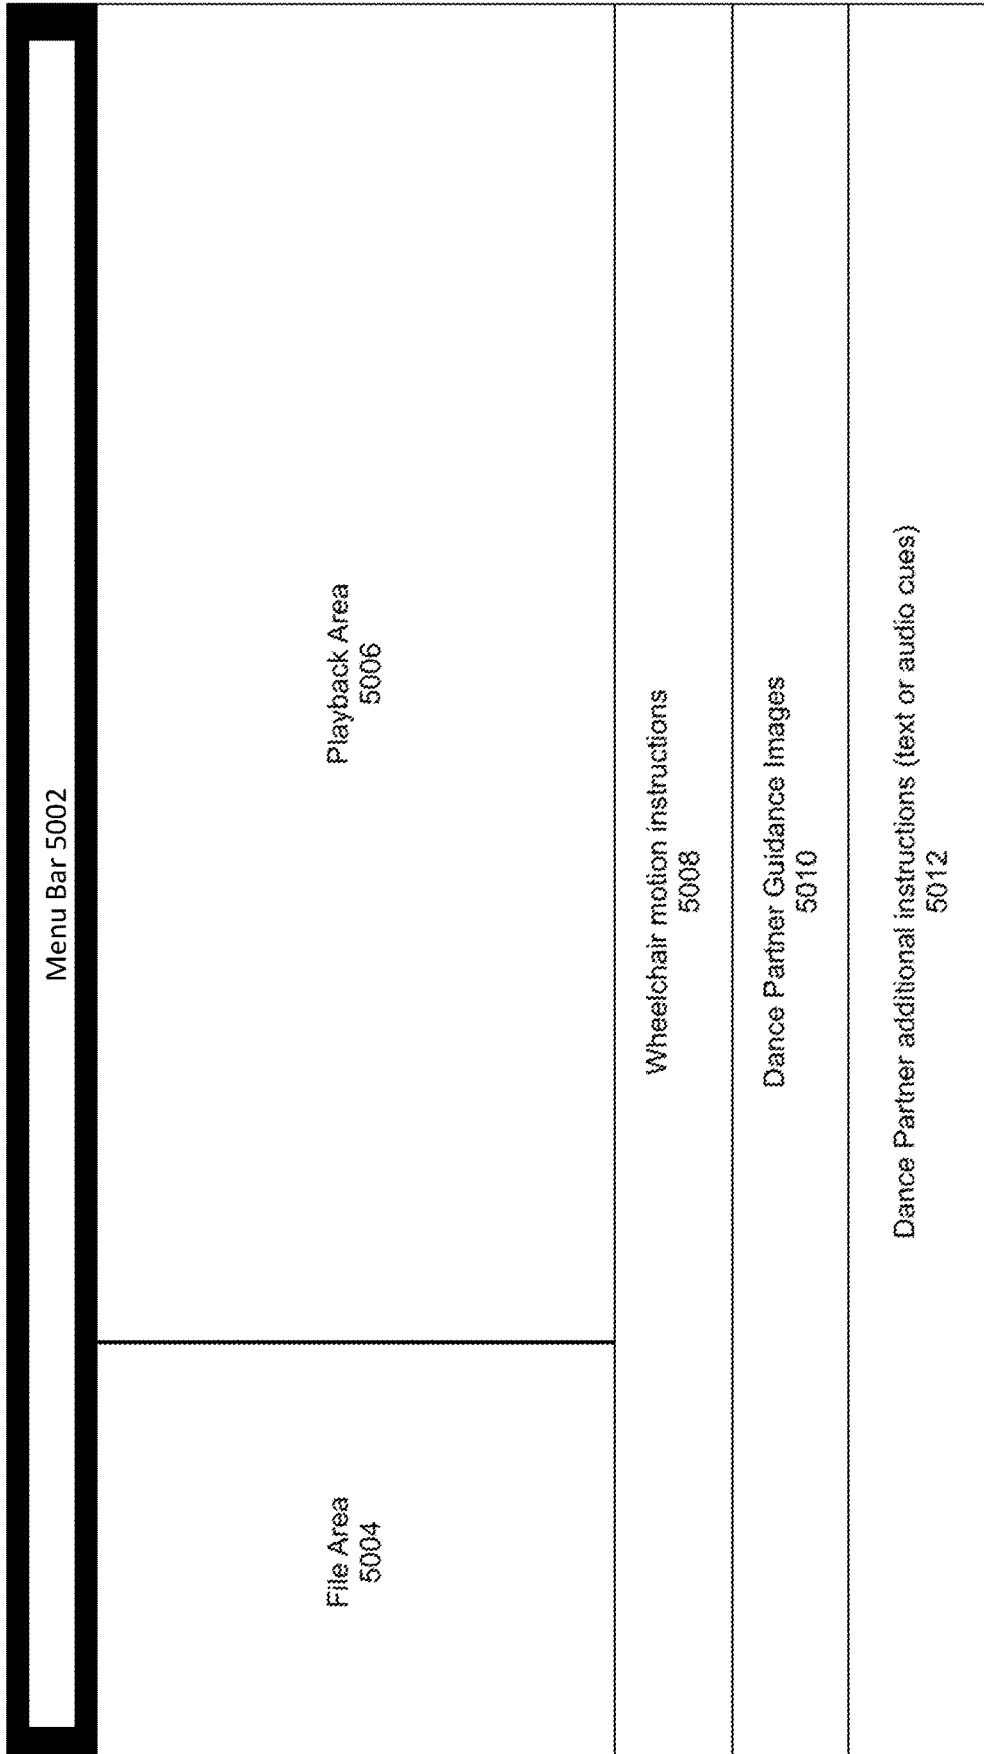 Menu Bar 5002
File Area
5004
Playback Area
5006
Wheelchair motion instructions
5008
Dance Partner Guidance Images
5010
Dance Partner additional instructions (text or audio cues)
5012